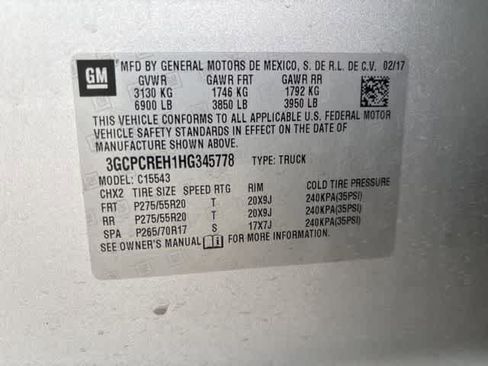 GM
MFD BY GENERAL MOTORS DE MEXICO, S. DE R.L. DE C.V. 02/17
GVWR GAWR FRT GAWR RR
3130 KG 1746 KG 1792 KG
6900 LB 3850 LB 3950 LB
THIS VEHICLE CONFORMS TO ALL APPLICABLE U.S. FEDERAL MOTOR
VEHICLE SAFETY STANDARDS IN EFFECT ON THE DATE OF
MANUFACTURE SHOWN ABOVE.
3GCPCREH1HG345778 TYPE: TRUCK
MODEL: C15543
CHX2 TIRE SIZE SPEED RTG RIM COLD TIRE PRESSURE
FRT P275/55R20 T 20X9J 240KPA(35PSI)
RR P275/55R20 T 20X9J 240KPA(35PSI)
SPA P265/70R17 S 17X7J 240KPA(35PSI)
SEE OWNER'S MANUAL FOR MORE INFORMATION.